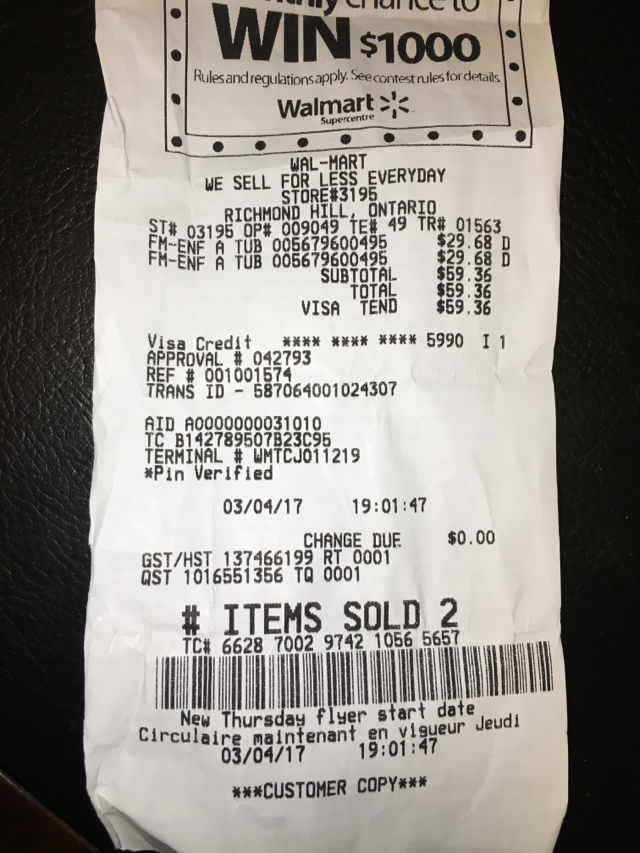 chance to
WIN $1000
Rules and regulations apply. See contest rules for details.
Walmart
Supercentre
WAL-MART
WE SELL FOR LESS EVERYDAY
STORE#3195
RICHMOND HILL, ONTARIO
ST# 03195 OP# 009049 TE# 49 TR# 01563
FM-ENF A TUB 005679600495 $29.68 D
FM-ENF A TUB 005679600495 $29.68 D
SUBTOTAL $59.36
TOTAL $59.36
VISA TEND $59.36
Visa Credit **** **** **** 5990 I 1
APPROVAL # 042793
REF # 001001574
TRANS ID - 587064001024307
AID A0000000031010
TC B142789507B23C95
TERMINAL # WMTCJ011219
*Pin Verified
03/04/17 19:01:47
CHANGE DUE $0.00
GST/HST 137466199 RT 0001
QST 1016551356 TQ 0001
# ITEMS SOLD 2
TC# 6628 7002 9742 1056 5657
New Thursday flyer start date
Circulaire maintenant en vigueur Jeudi
03/04/17 19:01:47
***CUSTOMER COPY***